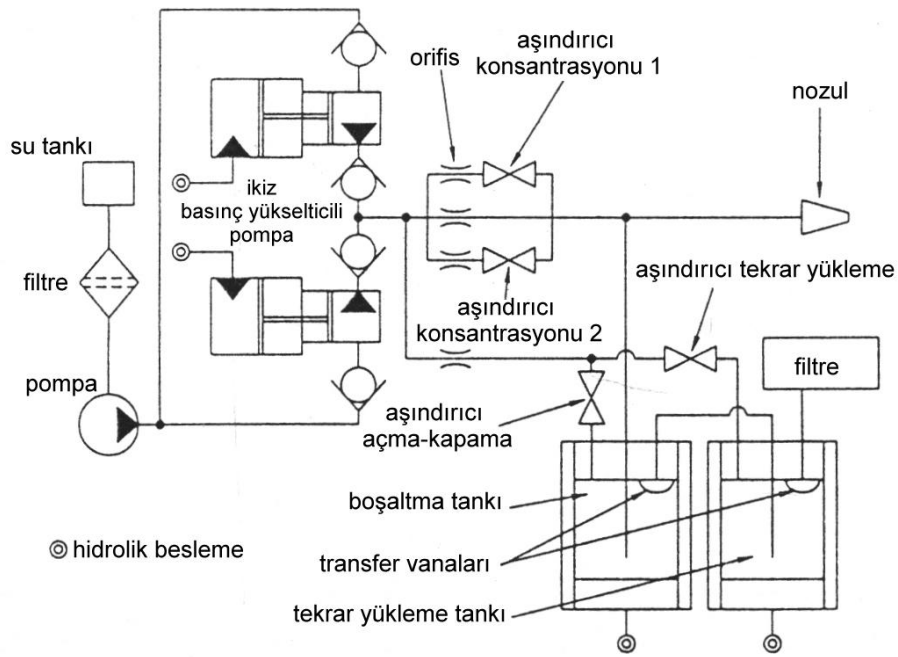 orifis
aşındırıcı
konsantrasyonu 1
nozul
su tankı
ikiz
basınç yükselticili
pompa
filtre
aşındırıcı tekrar yükleme
aşındırıcı
konsantrasyonu 2
pompa
filtre
aşındırıcı
açma-kapama
boşaltma tankı
hidrolik besleme
transfer vanaları
tekrar yükleme tankı